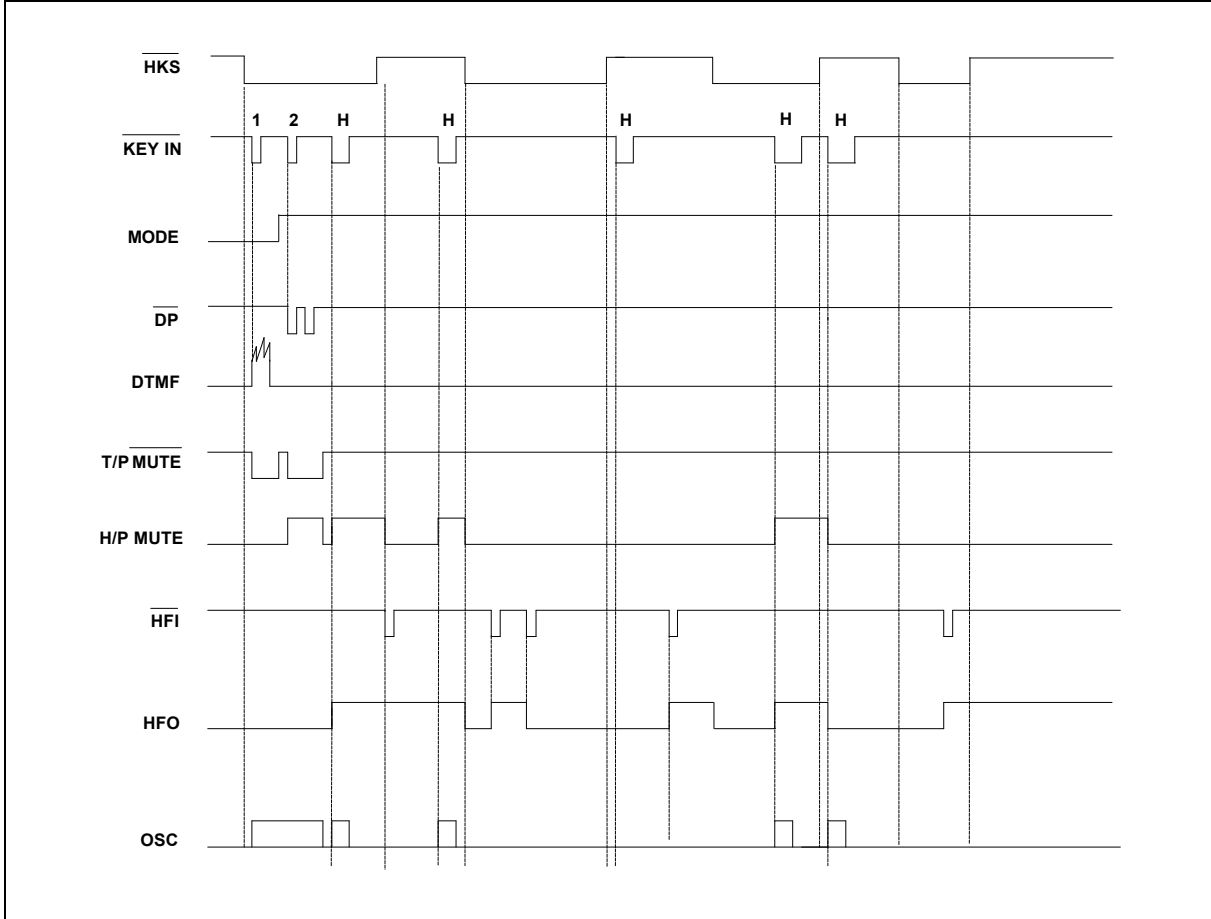 HKS
1 2 H H H H H
KEY IN
MODE
DP
DTMF
T/P MUTE
H/P MUTE
HFI
HFO
OSC